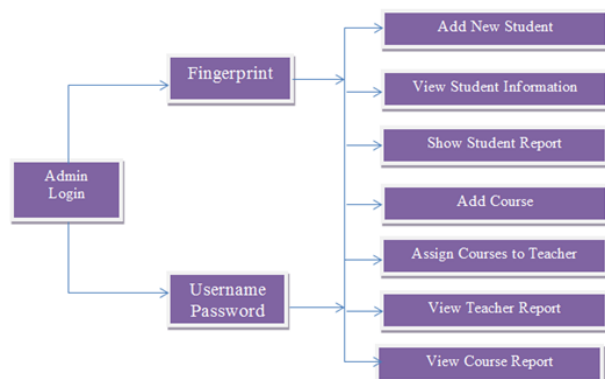 Admin
Login
Fingerprint
Username
Password
Add New Student
View Student Information
Show Student Report
Add Course
Assign Courses to Teacher
View Teacher Report
View Course Report